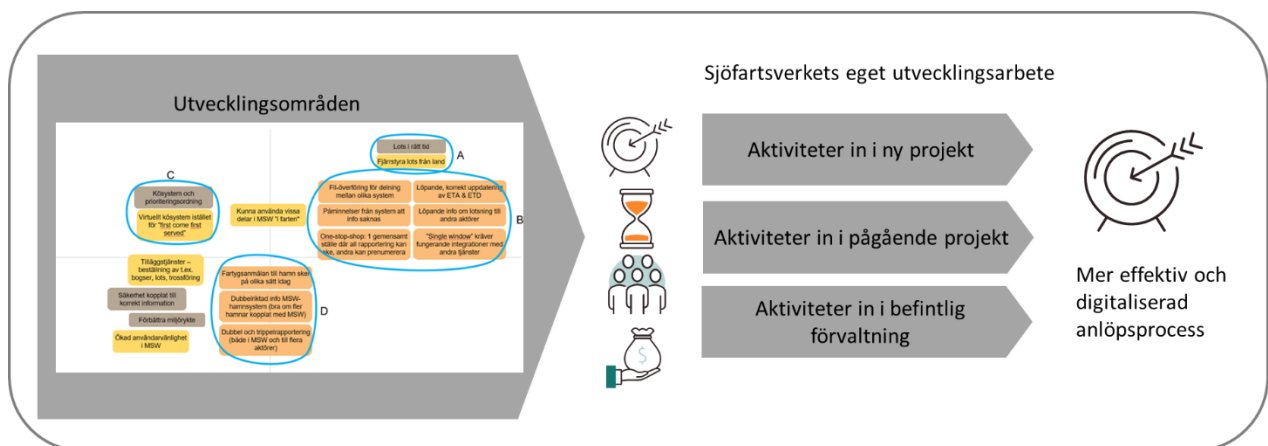 Utvecklingsområden
Lots i rätt tid
Fjärrstyra lots från land
A
C
Kösystem och
prioriteringsordning
Virtuellt kösystem istället
för "first come first
served"
Kunna använda vissa
delar i MSW "i farten"
Fil-överföring för delning
mellan olika system
Löpande, korrekt uppdatering
av ETA & ETD
Påminnelser från system att
info saknas
Löpande info om lotsning till
andra aktörer
B
One-stop-shop: 1 gemensamt
ställe där all rapportering kan
ske, andra kan prenumerera
"Single window" kräver
fungerande integrationer med
andra tjänster
Tilläggstjänster –
beställning av t.ex.
bogser, lots, trossföring
Säkerhet kopplat till
korrekt information
Förbättra miljörykte
Ökad användarvänlighet
i MSW
Fartygsanmälan till hamn sker
på olika sätt idag
Dubbelriktad info MSW-
hamnsystem (bra om fler
hamnar kopplat med MSW)
D
Dubbel och trippelrapportering
(både i MSW och till flera
aktörer)
$
Sjöfartsverkets eget utvecklingsarbete
Aktiviteter in i ny projekt
Aktiviteter in i pågående projekt
Aktiviteter in i befintlig
förvaltning
Mer effektiv och
digitaliserad
anlöpsprocess